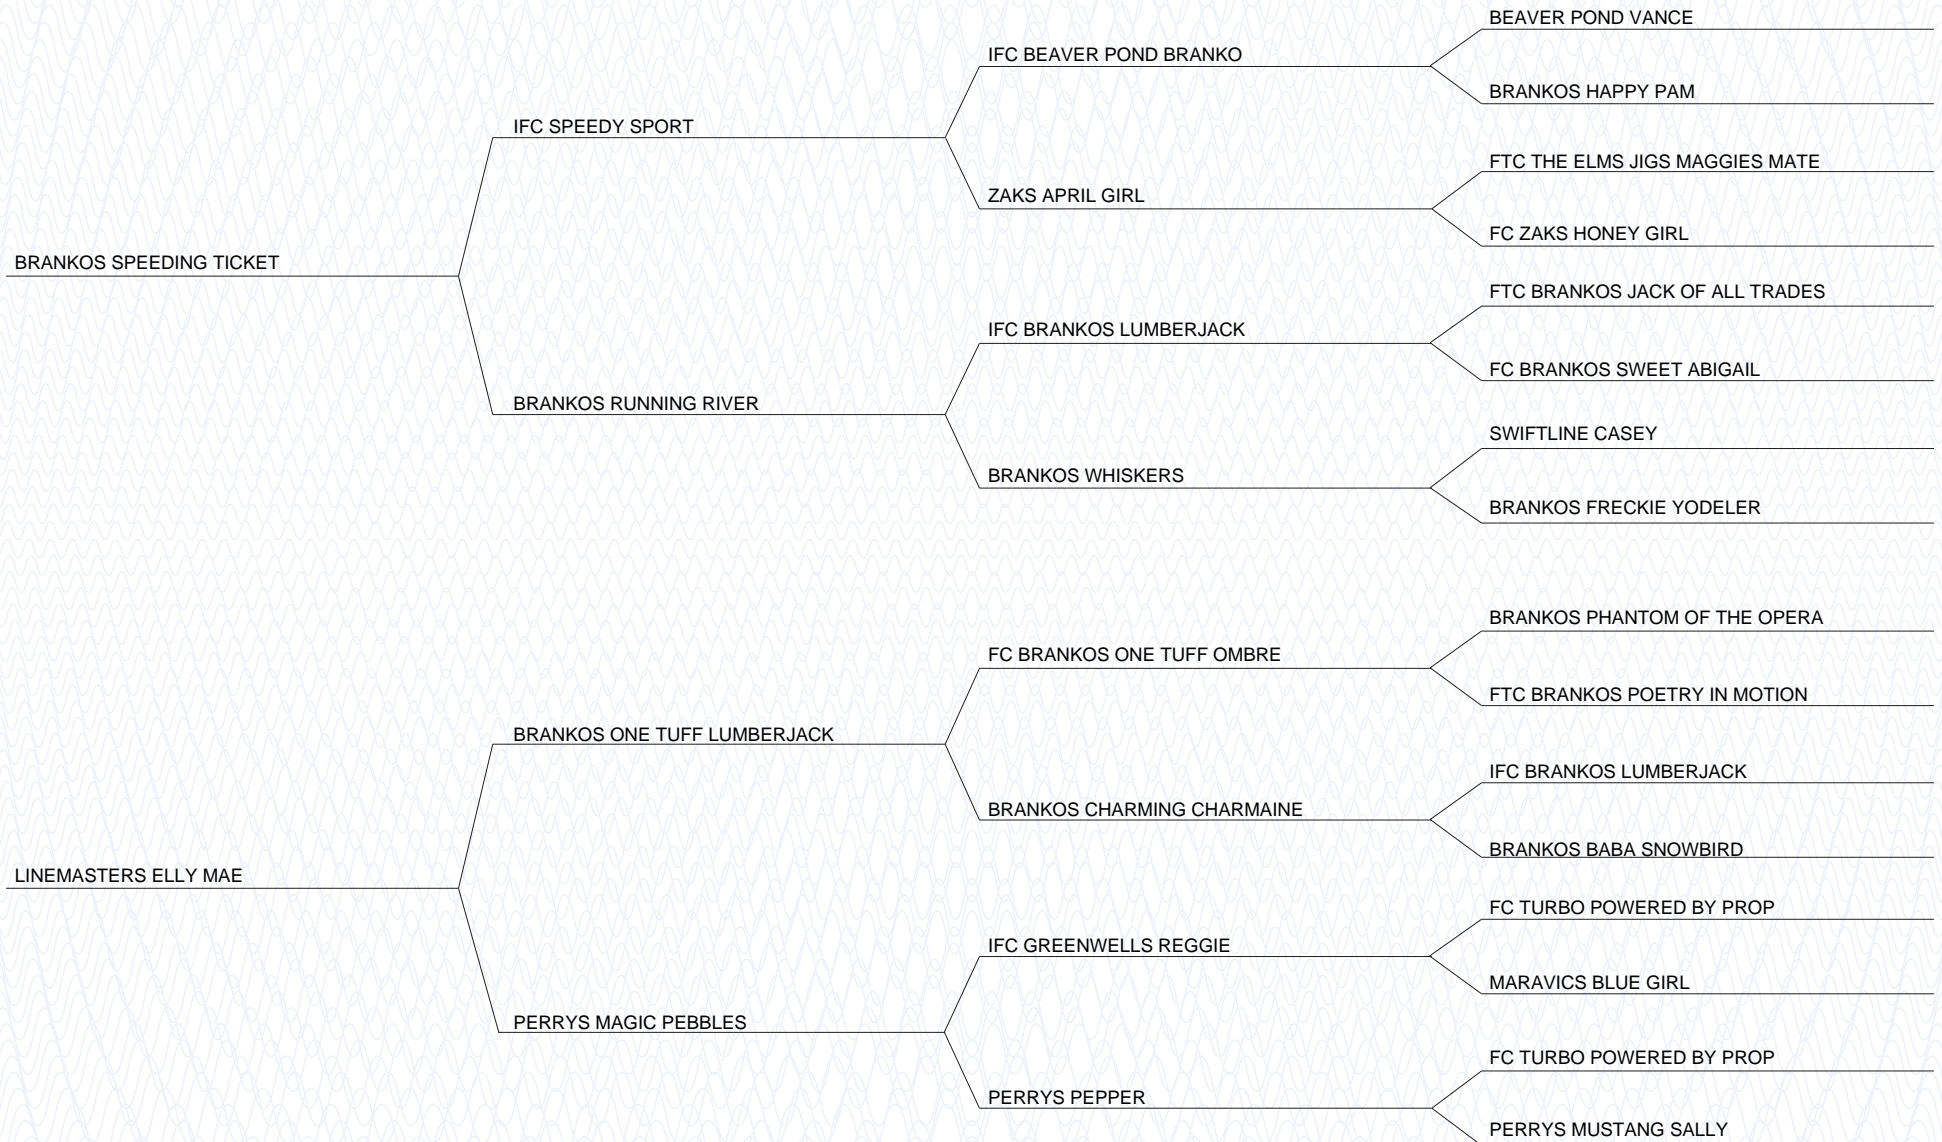 BEAVER POND VANCE
IFC BEAVER POND BRANKO
BRANKOS HAPPY PAM
IFC SPEEDY SPORT
FTC THE ELMS JIGS MAGGIES MATE
ZAKS APRIL GIRL
FC ZAKS HONEY GIRL
BRANKOS SPEEDING TICKET
FTC BRANKOS JACK OF ALL TRADES
IFC BRANKOS LUMBERJACK
FC BRANKOS SWEET ABIGAIL
BRANKOS RUNNING RIVER
SWIFTLINE CASEY
BRANKOS WHISKERS
BRANKOS FRECKIE YODELER
BRANKOS PHANTOM OF THE OPERA
FC BRANKOS ONE TUFF OMBRE
FTC BRANKOS POETRY IN MOTION
BRANKOS ONE TUFF LUMBERJACK
IFC BRANKOS LUMBERJACK
BRANKOS CHARMING CHARMAINE
BRANKOS BABA SNOWBIRD
LINEMASTERS ELLY MAE
FC TURBO POWERED BY PROP
IFC GREENWELLS REGGIE
MARAVICS BLUE GIRL
PERRYS MAGIC PEBBLES
FC TURBO POWERED BY PROP
PERRYS PEPPER
PERRYS MUSTANG SALLY